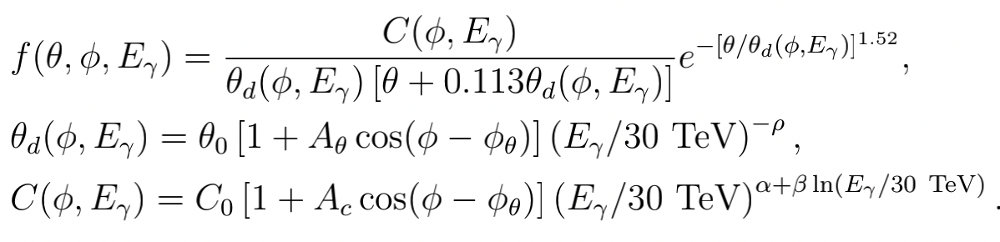 f(θ, ϕ, E_γ) = \frac{C(ϕ, E_γ)}{θ_d(ϕ, E_γ) [θ + 0.113θ_d(ϕ, E_γ)]} e^{−[θ/θ_d(ϕ,E_γ)]^{1.52}},
θ_d(ϕ, E_γ) = θ_0 [1 + A_θ cos(ϕ − ϕ_θ)] (E_γ/30 TeV)^{−ρ},
C(ϕ, E_γ) = C_0 [1 + A_c cos(ϕ − ϕ_θ)] (E_γ/30 TeV)^{α+β ln(E_γ/30 TeV)}.